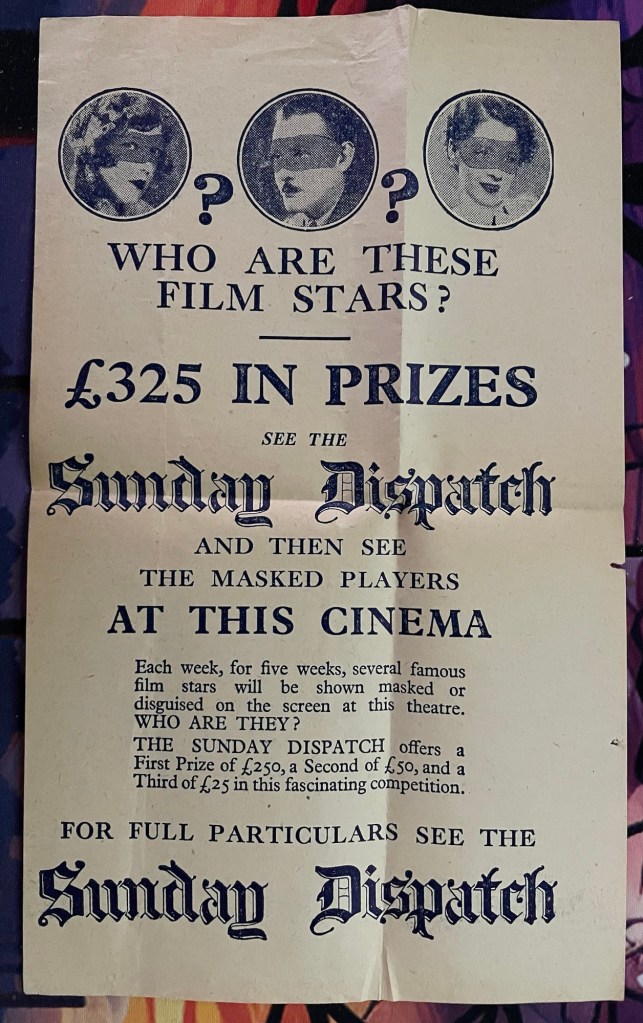 ? ?
WHO ARE THESE
FILM STARS?
£325 IN PRIZES
SEE THE
Sunday Dispatch
AND THEN SEE
THE MASKED PLAYERS
AT THIS CINEMA
Each week, for five weeks, several famous
film stars will be shown masked or
disguised on the screen at this theatre.
WHO ARE THEY?
THE SUNDAY DISPATCH offers a
First Prize of £250, a Second of £50, and a
Third of £25 in this fascinating competition.
FOR FULL PARTICULARS SEE THE
Sunday Dispatch